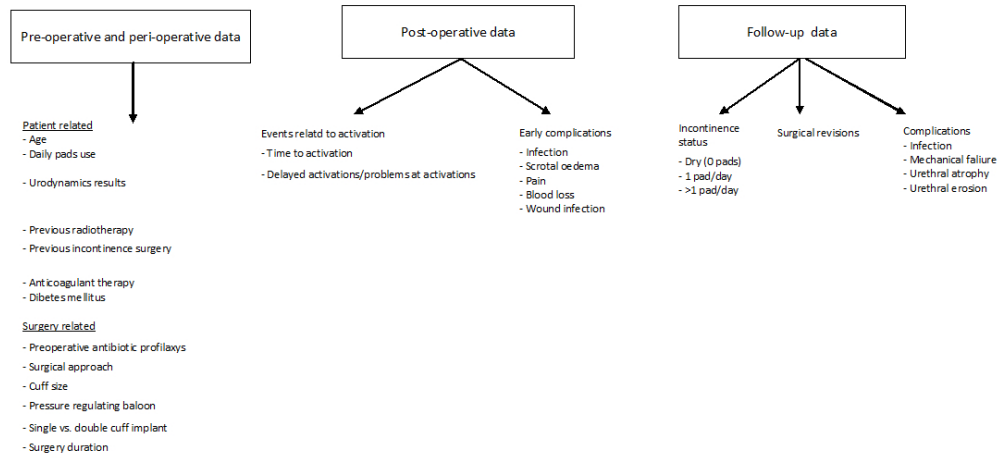 Pre-operative and peri-operative data
Patient related
- Age
- Daily pads use
- Urodynamics results
- Previous radiotherapy
- Previous incontinence surgery
- Anticoagulant therapy
- Dibetes mellitus
Surgery related
- Preoperative antibiotic profilaxys
- Surgical approach
- Cuff size
- Pressure regulating baloon
- Single vs. double cuff implant
- Surgery duration
Post-operative data
Events relatd to activation
- Time to activation
- Delayed activations/problems at activations
Early complications
- Infection
- Scrotal oedema
- Pain
- Blood loss
- Wound infection
Follow-up data
Incontinence
status
- Dry (0 pads)
- 1 pad/day
- >1 pad/day
Surgical revisions
Complications
- Infection
- Mechanical faliure
- Urethral atrophy
- Urethral erosion